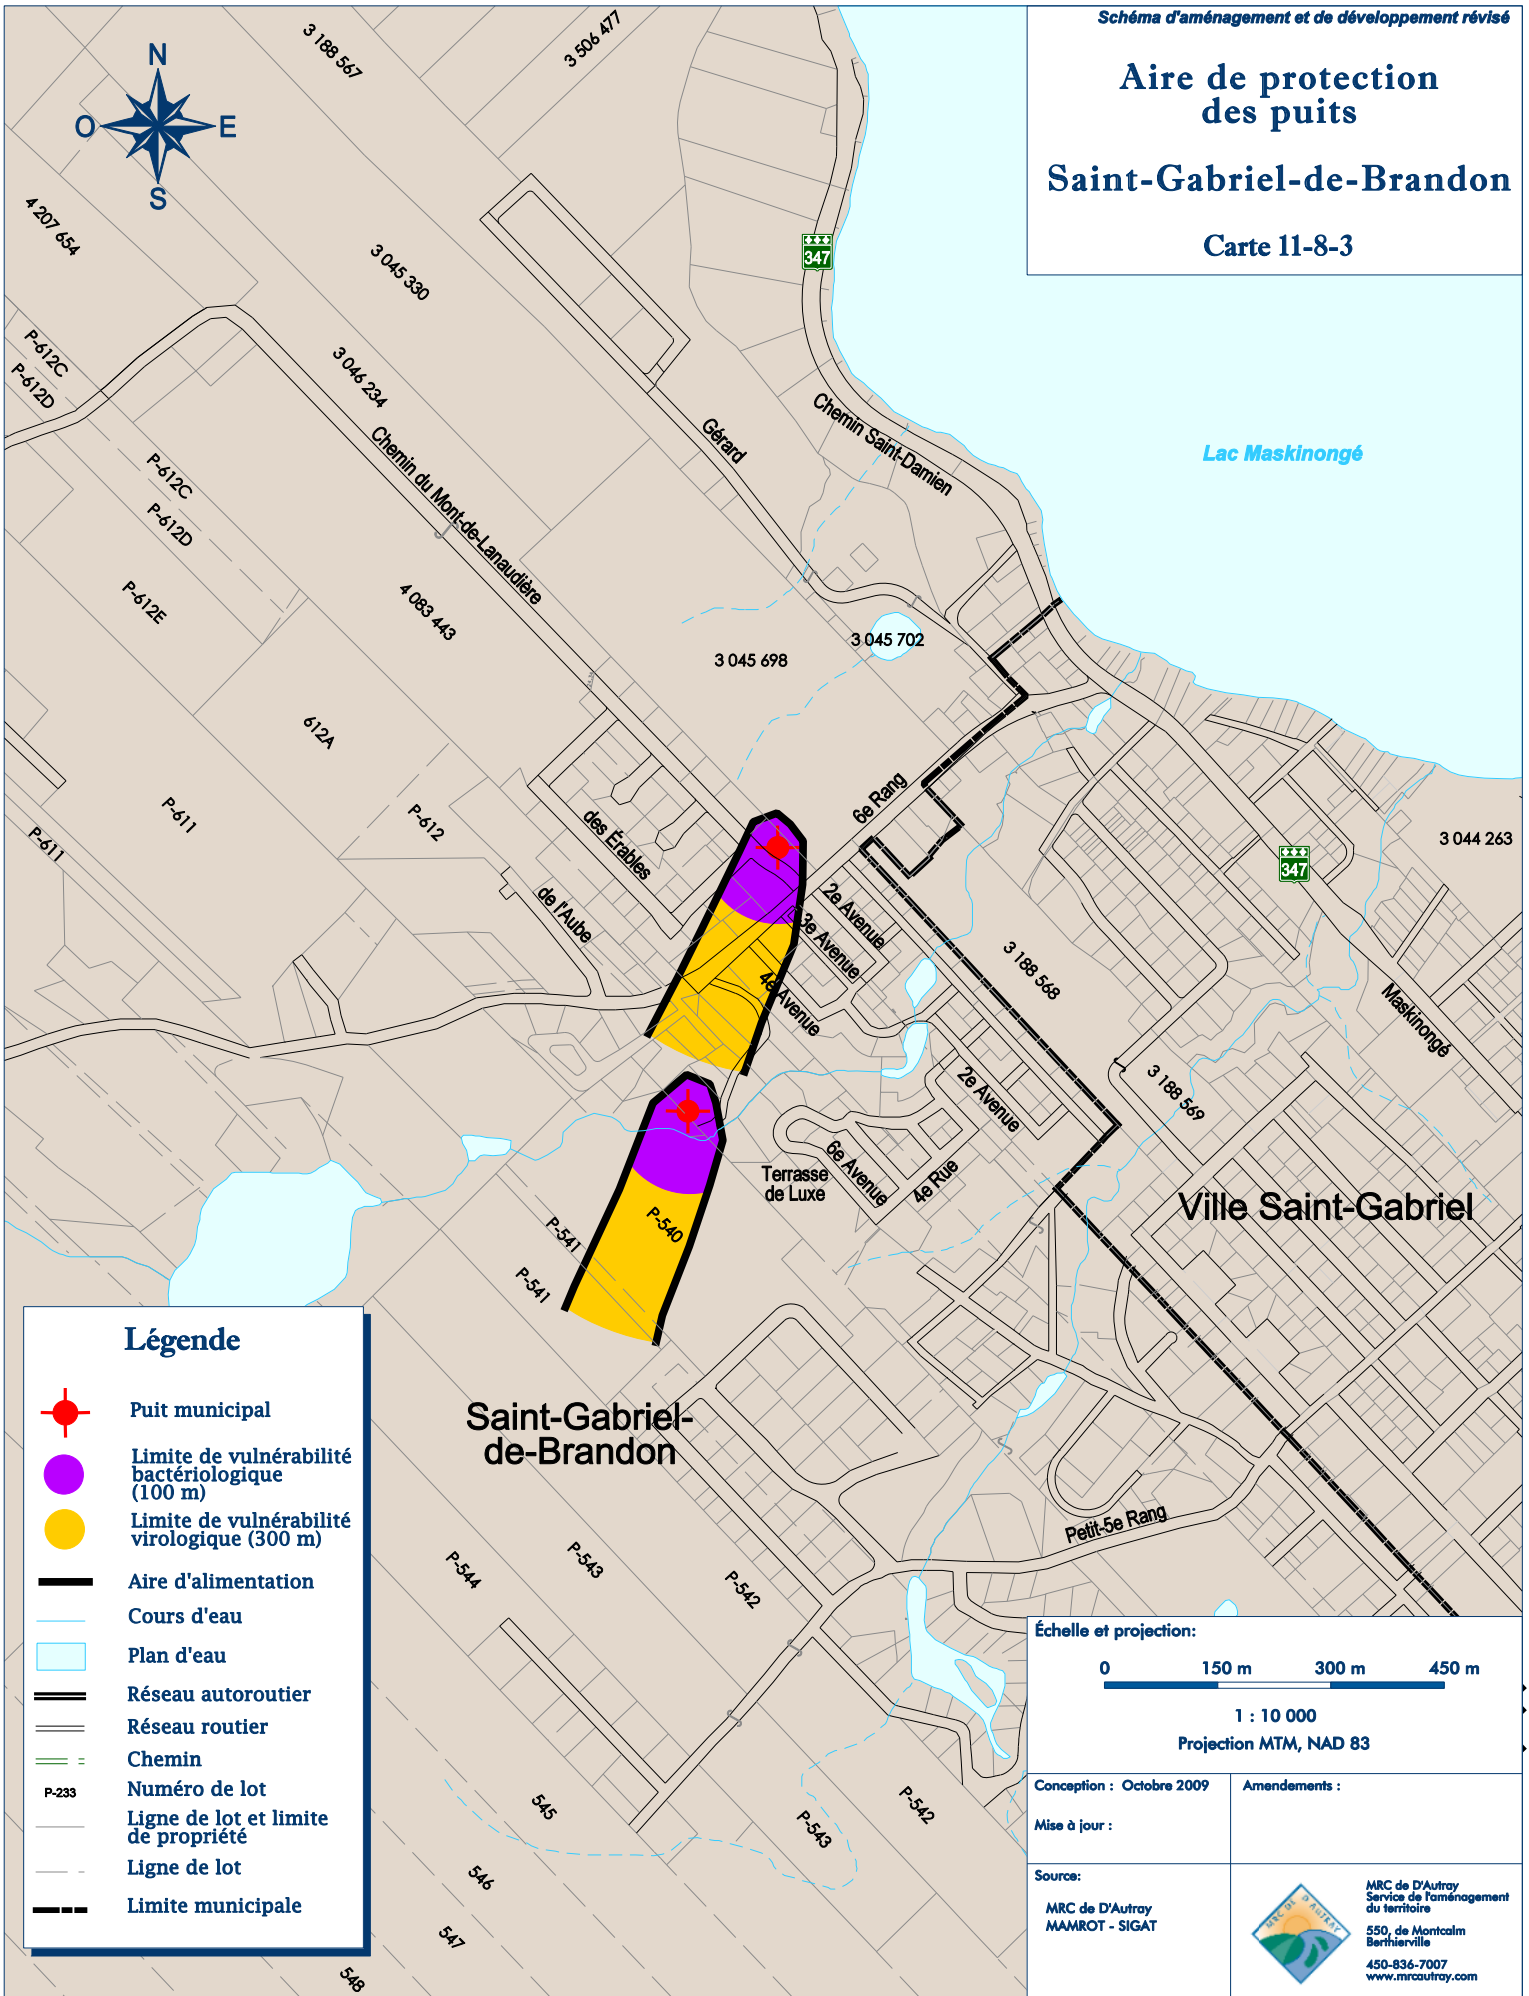 Schéma d'aménagement et de développement révisé
Aire de protection
des puits
Saint-Gabriel-de-Brandon
Carte 11-8-3
N
O
E
S
3 188 567
3 506 477
4 207 654
3 045 330
347
P-612C
P-612D
3 046 234
Chemin du Mont-de-Lanaudière
Gérard
Chemin Saint-Damien
Lac Maskinongé
P-612C
P-612D
P-612E
4 083 443
3 045 698
3 045 702
612A
P-611
P-611
P-612
des Érables
de l'Aube
6e Rang
2e Avenue
3e Avenue
4e Avenue
3 044 263
347
3 188 568
Maskinongé
3 188 569
2e Avenue
6e Avenue
4e Rue
Terrasse
de Luxe
Ville Saint-Gabriel
P-541
P-540
P-541
Saint-Gabriel-
de-Brandon
Petit-5e Rang
P-544
P-543
P-542
545
546
547
548
P-543
P-542
Légende
Puit municipal
Limite de vulnérabilité
bactériologique
(100 m)
Limite de vulnérabilité
virologique (300 m)
Aire d'alimentation
Cours d'eau
Plan d'eau
Réseau autoroutier
Réseau routier
Chemin
P-233
Numéro de lot
Ligne de lot et limite
de propriété
Ligne de lot
Limite municipale
Échelle et projection:
0 150 m 300 m 450 m
1 : 10 000
Projection MTM, NAD 83
Conception : Octobre 2009
Mise à jour :
Amendements :
Source:
MRC de D'Autray
MAMROT - SIGAT
MRC DE D'AUTRAY
MRC de D'Autray
Service de l'aménagement
du territoire
550, de Montcalm
Berthierville
450-836-7007
www.mrcautray.com